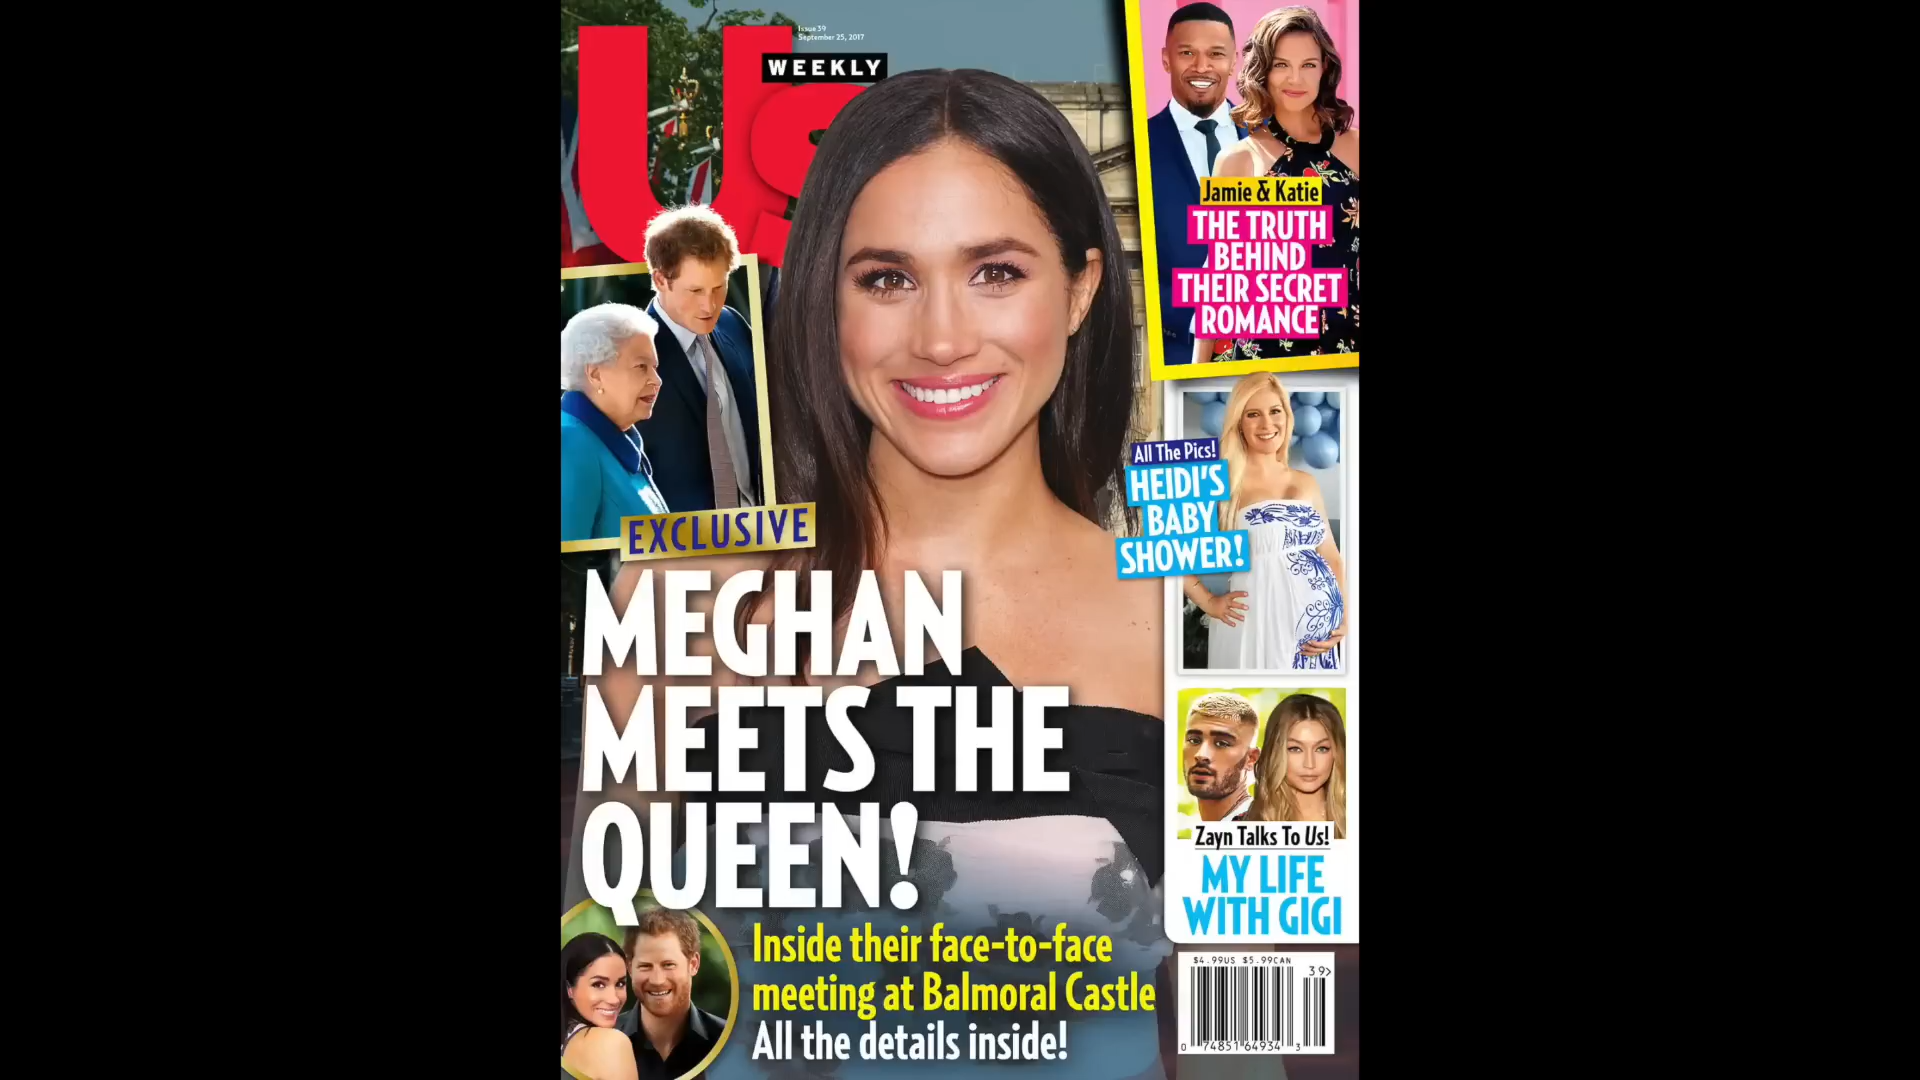 Us
WEEKLY
Issue 39
September 25, 2017
Jamie & Katie
THE TRUTH
BEHIND
THEIR SECRET
ROMANCE
All The Pics!
HEIDI'S
BABY
SHOWER!
EXCLUSIVE
MEGHAN
MEETS THE
QUEEN!
Inside their face-to-face
meeting at Balmoral Castle
All the details inside!
Zayn Talks To Us!
MY LIFE
WITH GIGI
$4.99US $5.99CAN
39>
0 74851 64934 3